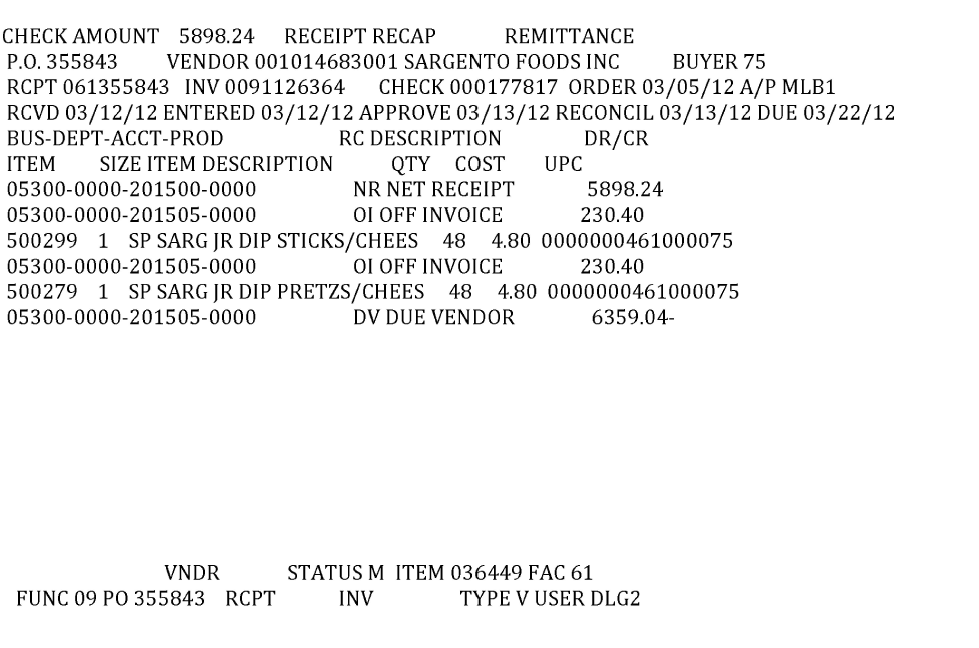 CHECK AMOUNT 5898.24 RECEIPT RECAP REMITTANCE
P.O. 355843 VENDOR 001014683001 SARGENTO FOODS INC BUYER 75
RCPT 061355843 INV 0091126364 CHECK 000177817 ORDER 03/05/12 A/P MLB1
RCVD 03/12/12 ENTERED 03/12/12 APPROVE 03/13/12 RECONCIL 03/13/12 DUE 03/22/12
BUS-DEPT-ACCT-PROD RC DESCRIPTION DR/CR
ITEM SIZE ITEM DESCRIPTION QTY COST UPC
05300-0000-201500-0000 NR NET RECEIPT 5898.24
05300-0000-201505-0000 OI OFF INVOICE 230.40
500299 1 SP SARG JR DIP STICKS/CHEES 48 4.80 0000000461000075
05300-0000-201505-0000 OI OFF INVOICE 230.40
500279 1 SP SARG JR DIP PRETZS/CHEES 48 4.80 0000000461000075
05300-0000-201505-0000 DV DUE VENDOR 6359.04-
VNDR STATUS M ITEM 036449 FAC 61
FUNC 09 PO 355843 RCPT INV TYPE V USER DLG2